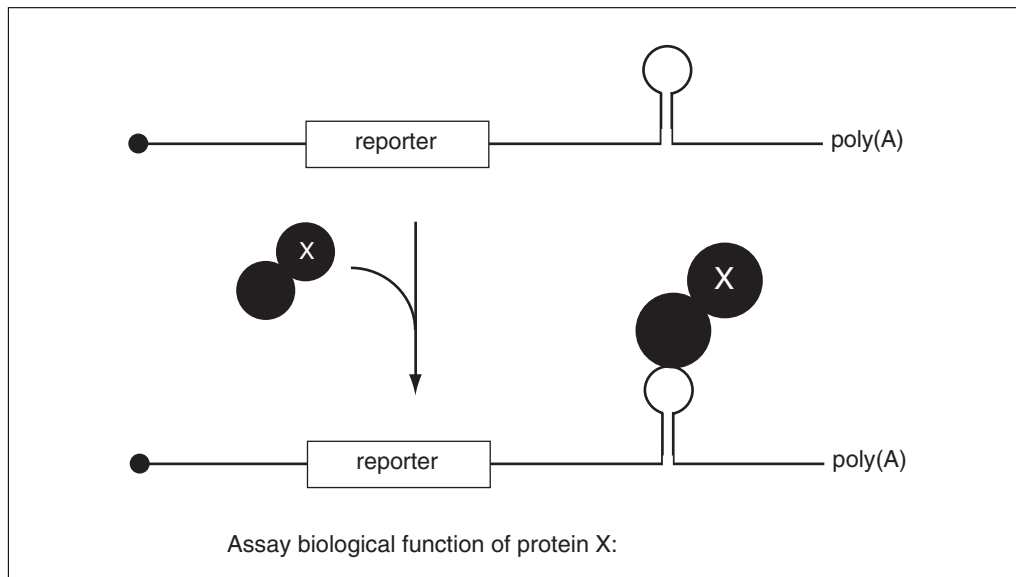 reporter
poly(A)
X
X
reporter
poly(A)
Assay biological function of protein X: